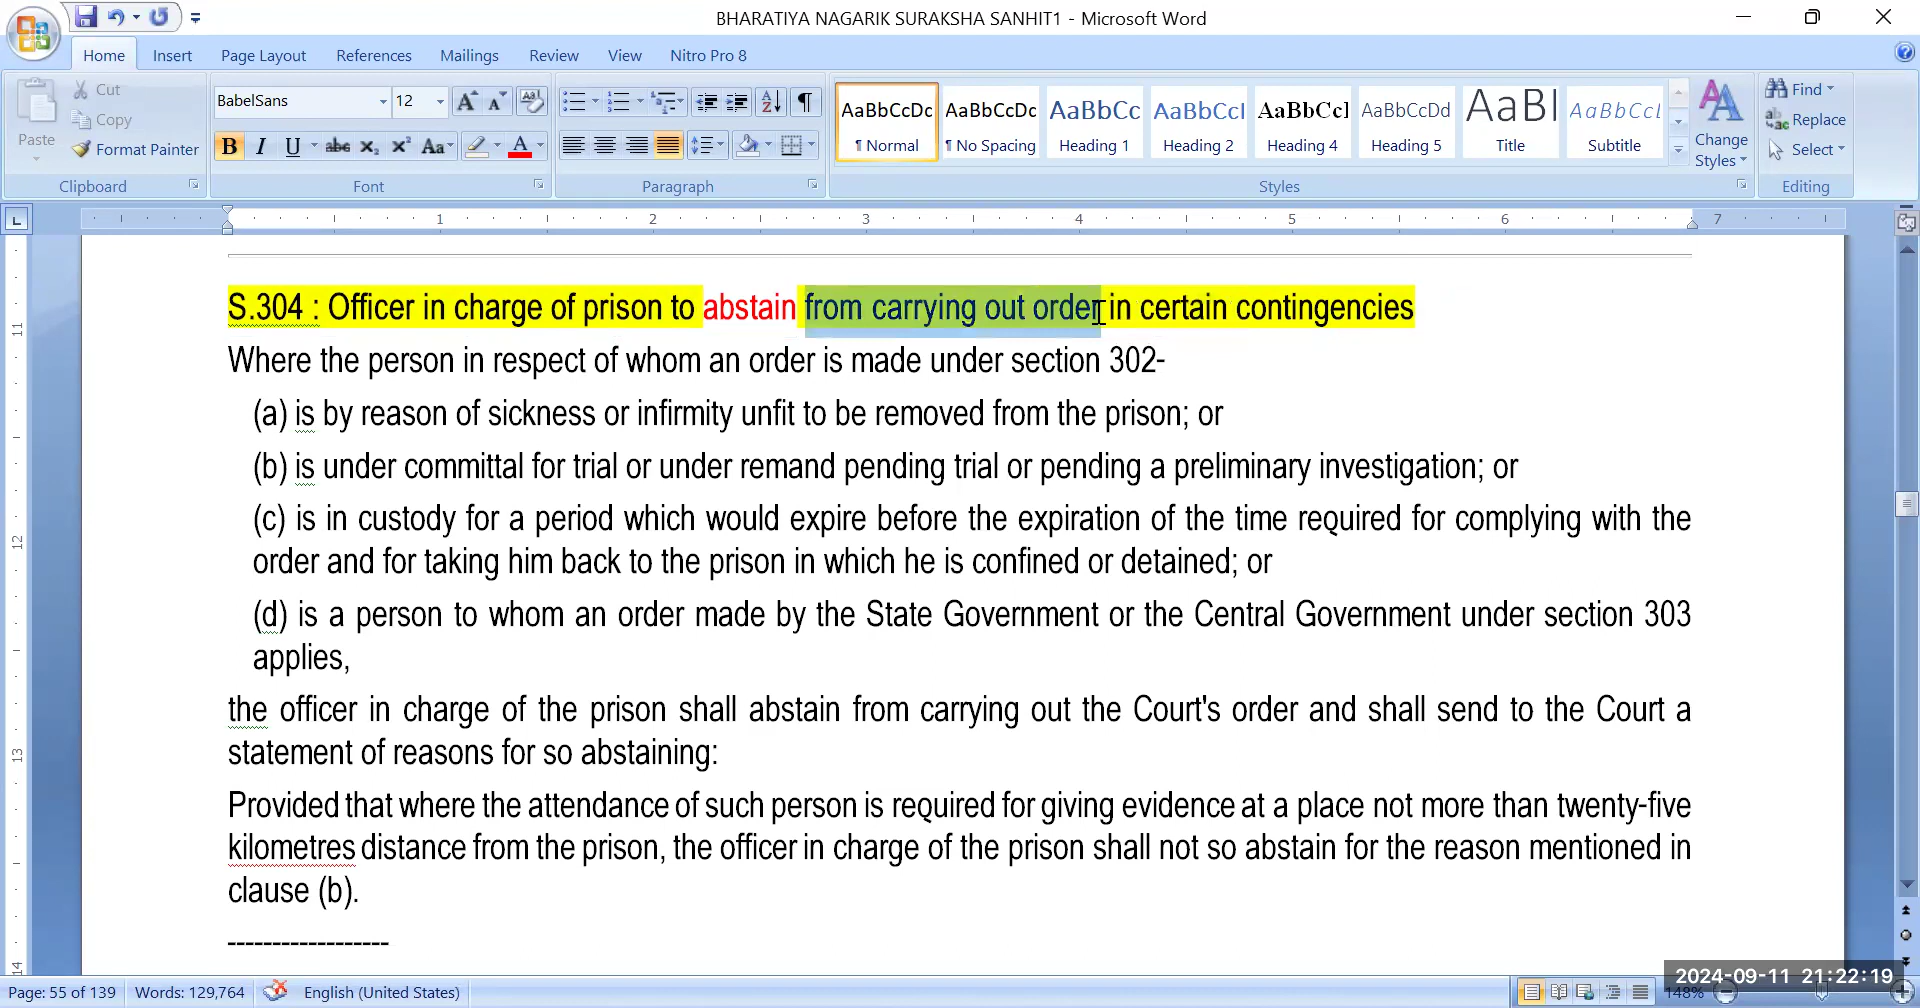 BHARATIYA NAGARIK SURAKSHA SANHIT1 - Microsoft Word
Home Insert Page Layout References Mailings Review View Nitro Pro 8
Paste
Cut
Copy
Format Painter
Clipboard
BabelSans 12
Font
Paragraph
AaBbCcDc AaBbCcDc AaBbCc AaBbCcI AaBbCcI AaBbCcDd AaBl AaBbCcI
¶ Normal ¶ No Spacing Heading 1 Heading 2 Heading 4 Heading 5 Title Subtitle
Change
Styles
Styles
Find
Replace
Select
Editing
1 2 3 4 5 6 7
S.304 : Officer in charge of prison to abstain from carrying out order in certain contingencies
Where the person in respect of whom an order is made under section 302-
(a) is by reason of sickness or infirmity unfit to be removed from the prison; or
(b) is under committal for trial or under remand pending trial or pending a preliminary investigation; or
(c) is in custody for a period which would expire before the expiration of the time required for complying with the
order and for taking him back to the prison in which he is confined or detained; or
(d) is a person to whom an order made by the State Government or the Central Government under section 303
applies,
the officer in charge of the prison shall abstain from carrying out the Court's order and shall send to the Court a
statement of reasons for so abstaining:
Provided that where the attendance of such person is required for giving evidence at a place not more than twenty-five
kilometres distance from the prison, the officer in charge of the prison shall not so abstain for the reason mentioned in
clause (b).
------------------
11
12
13
14
2024-09-11 21:22:19
Page: 55 of 139 Words: 129,764 English (United States) 148%